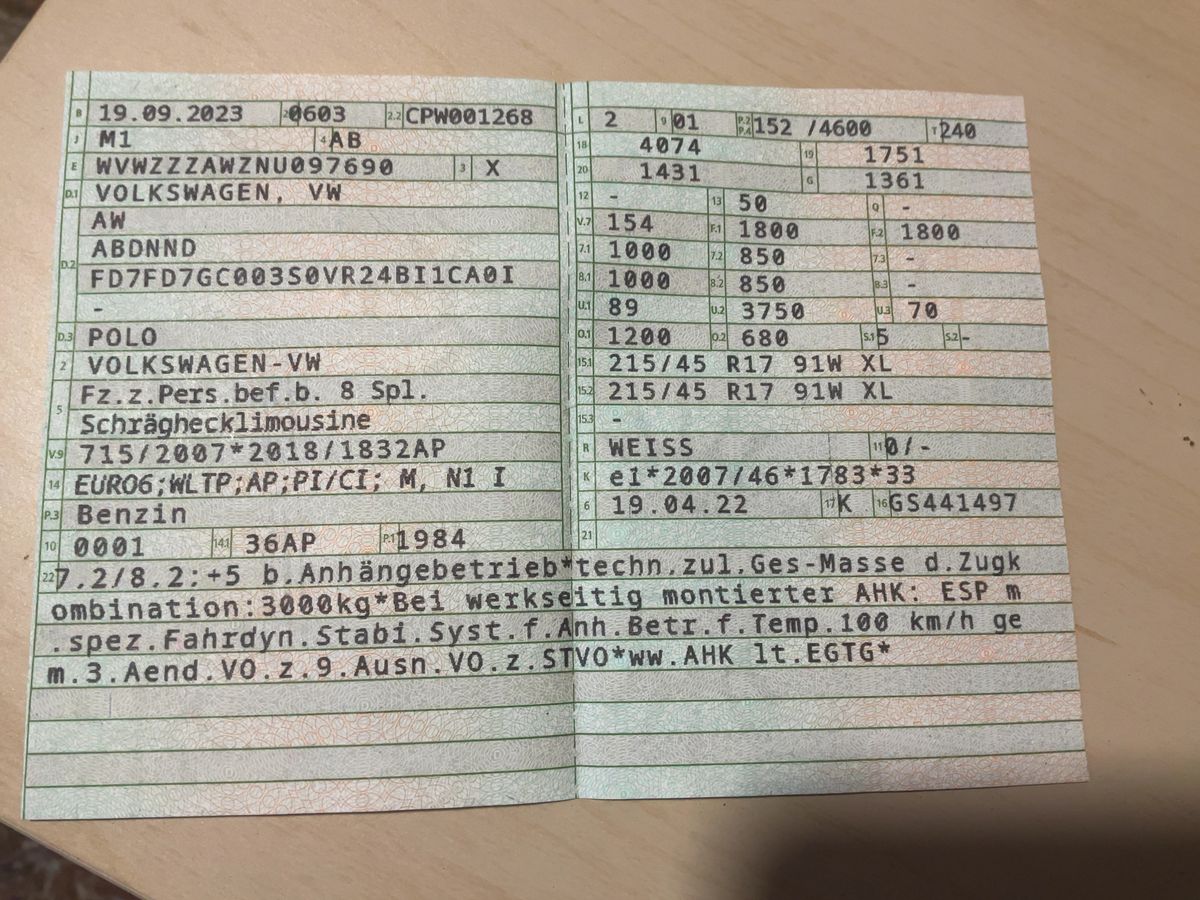 B 19.09.2023 2.1 0603 2.2 CPW001268
J M1 4 AB
E WVWZZZAWZNU097690 3 X
D.1 VOLKSWAGEN, VW
AW
D.2 ABDNND
FD7FD7GC003S0VR24BI1CA0I
-
D.3 POLO
2 VOLKSWAGEN-VW
5 Fz.z.Pers.bef.b. 8 Spl.
Schräghecklimousine
V.9 715/2007*2018/1832AP
14 EURO6;WLTP;AP;PI/CI; M, N1 I
P.3 Benzin
10 0001 14.1 36AP P.1 1984
L 2 9 01 P.2 P.4 152 /4600 T 240
18 4074 19 1751
20 1431 G 1361
12 - 13 50 Q -
V.7 154 F.1 1800 F.2 1800
7.1 1000 7.2 850 7.3 -
8.1 1000 8.2 850 8.3 -
U.1 89 U.2 3750 U.3 70
O.1 1200 O.2 680 S.1 5 S.2 -
15.1 215/45 R17 91W XL
15.2 215/45 R17 91W XL
15.3 -
R WEISS 11 0/-
K e1*2007/46*1783*33
6 19.04.22 17 K 16 GS441497
21
22 7.2/8.2:+5 b.Anhängebetrieb*techn.zul.Ges-Masse d.Zugk
ombination:3000kg*Bei werkseitig montierter AHK: ESP m
.spez.Fahrdyn.Stabi.Syst.f.Anh.Betr.f.Temp.100 km/h ge
m.3.Aend.VO.z.9.Ausn.VO.z.STVO*ww.AHK lt.EGTG*